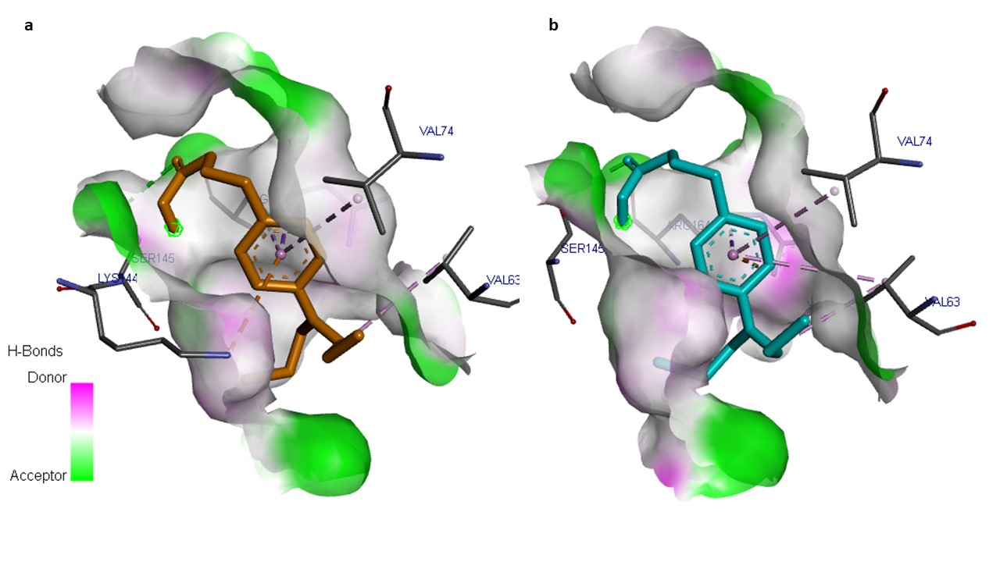 a
b
VAL74
VAL74
SER145
LYS144
VAL63
ARG164
SER145
VAL63
H-Bonds
Donor
Acceptor